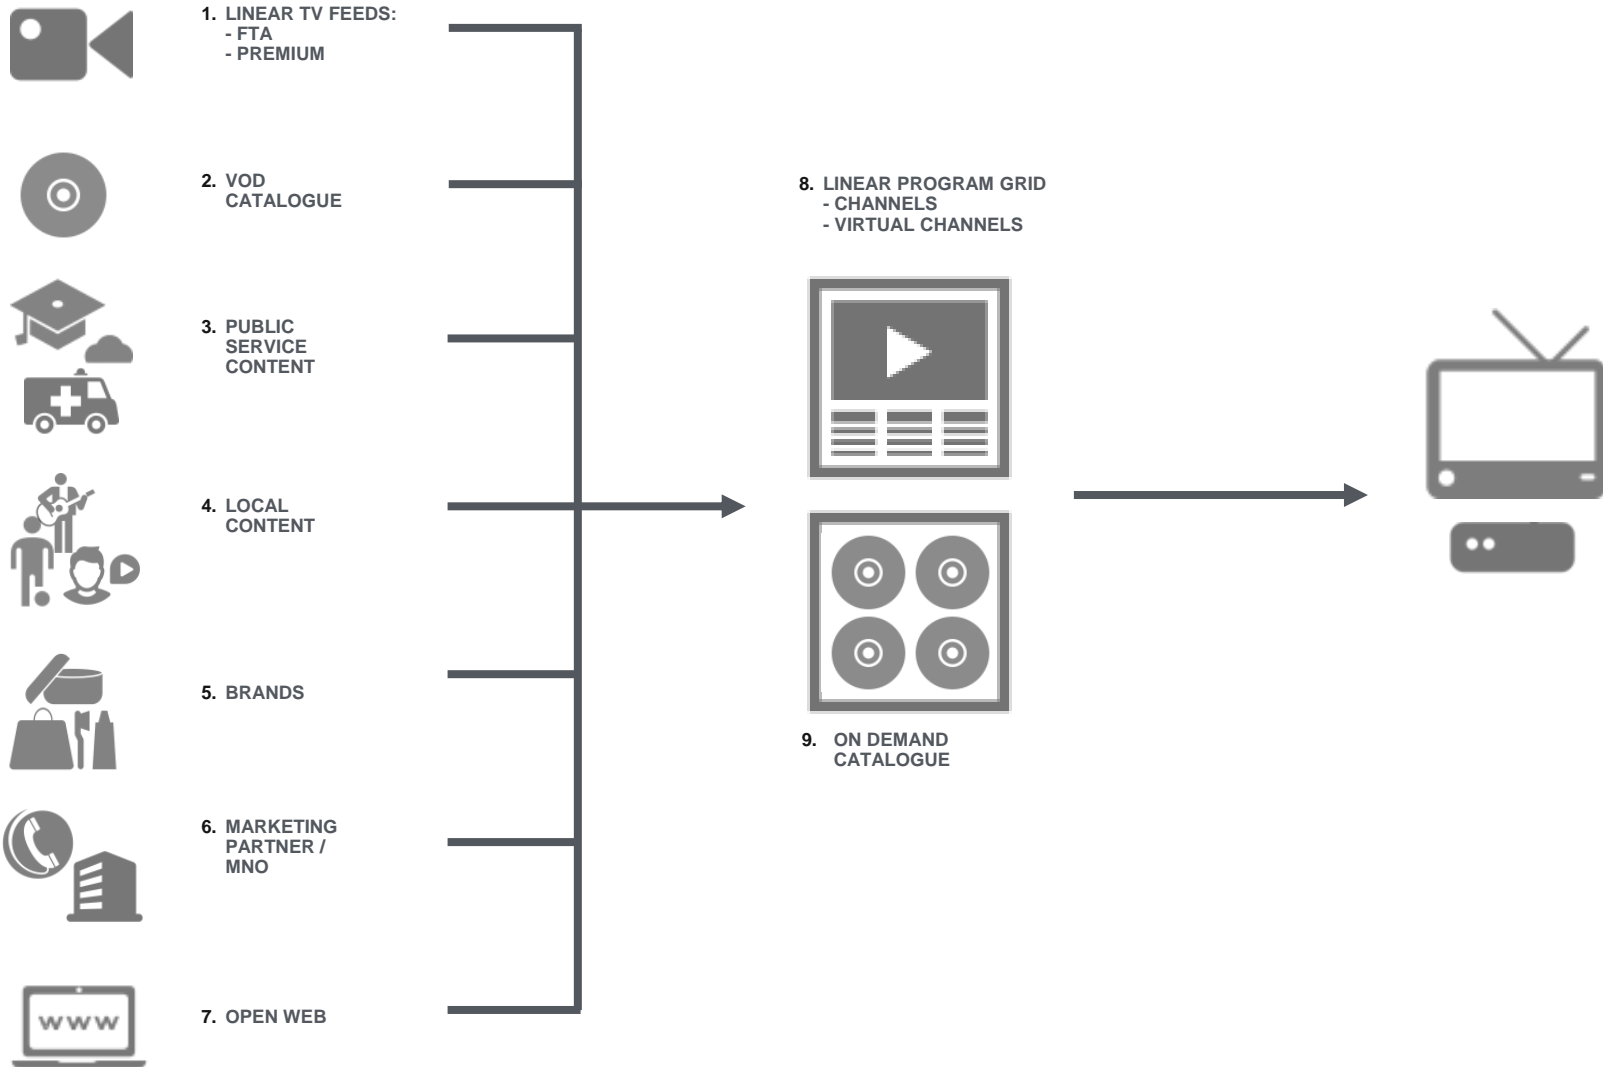 1. LINEAR TV FEEDS:
- FTA
- PREMIUM
2. VOD
CATALOGUE
3. PUBLIC
SERVICE
CONTENT
4. LOCAL
CONTENT
5. BRANDS
6. MARKETING
PARTNER /
MNO
www
7. OPEN WEB
8. LINEAR PROGRAM GRID
- CHANNELS
- VIRTUAL CHANNELS
9. ON DEMAND
CATALOGUE